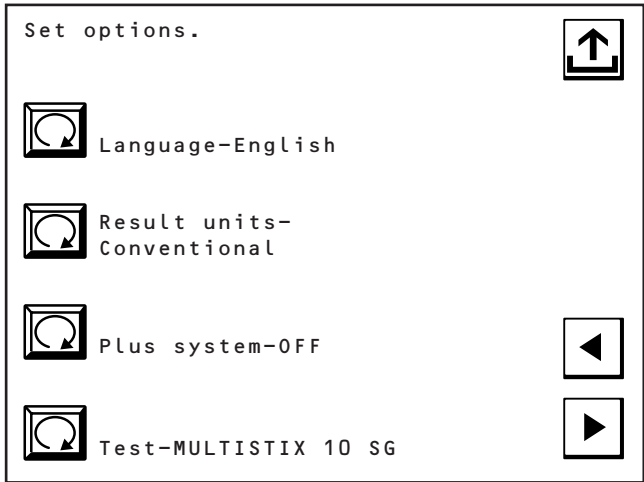 Set options.
Language-English
Result units-
Conventional
Plus system-OFF
Test-MULTISTIX 10 SG